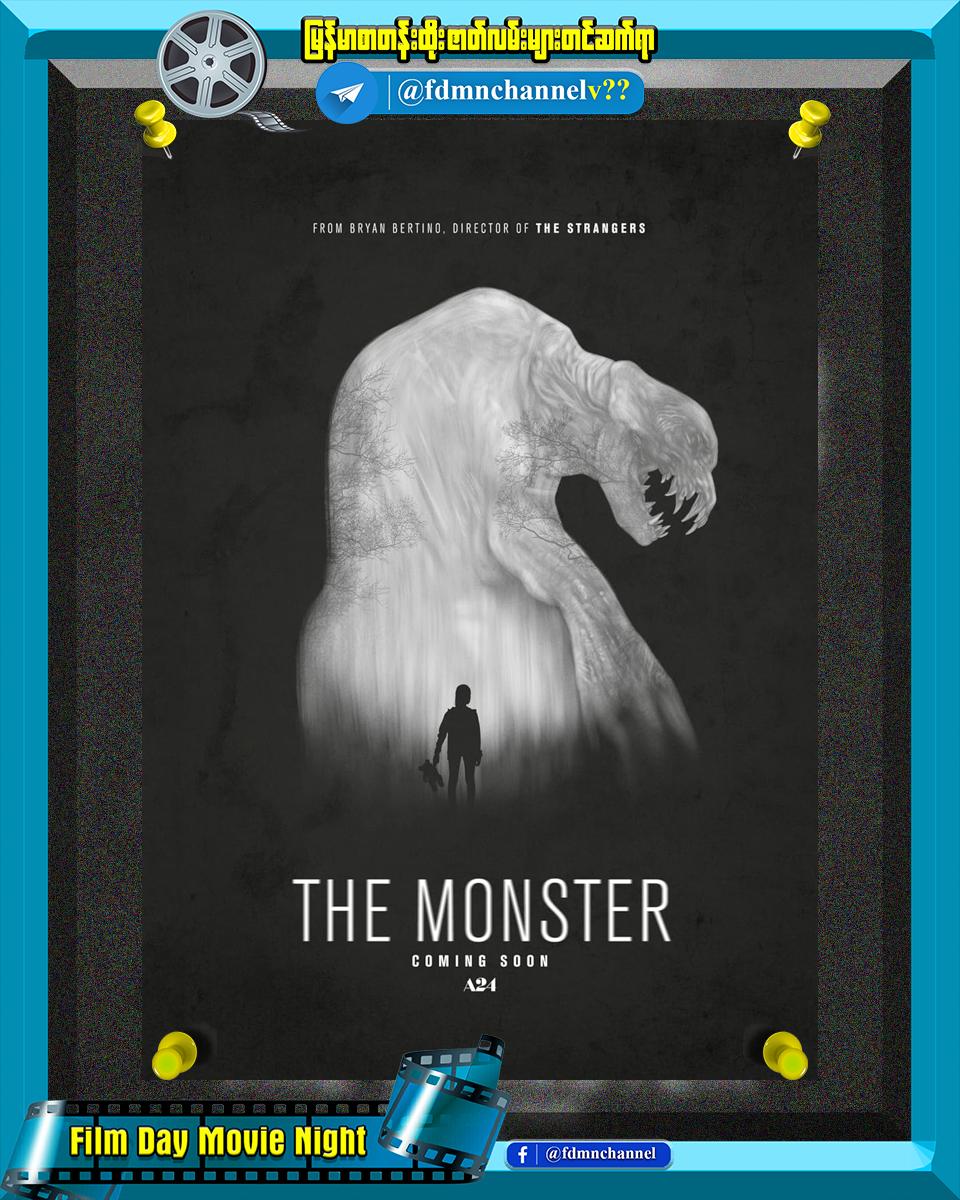 မြန်မာစာတန်းထိုးဇာတ်လမ်းများတင်ဆက်ရာ
@fdmnchannelv??
FROM BRYAN BERTINO, DIRECTOR OF THE STRANGERS
THE MONSTER
COMING SOON
A24
Film Day Movie Night
@fdmnchannel